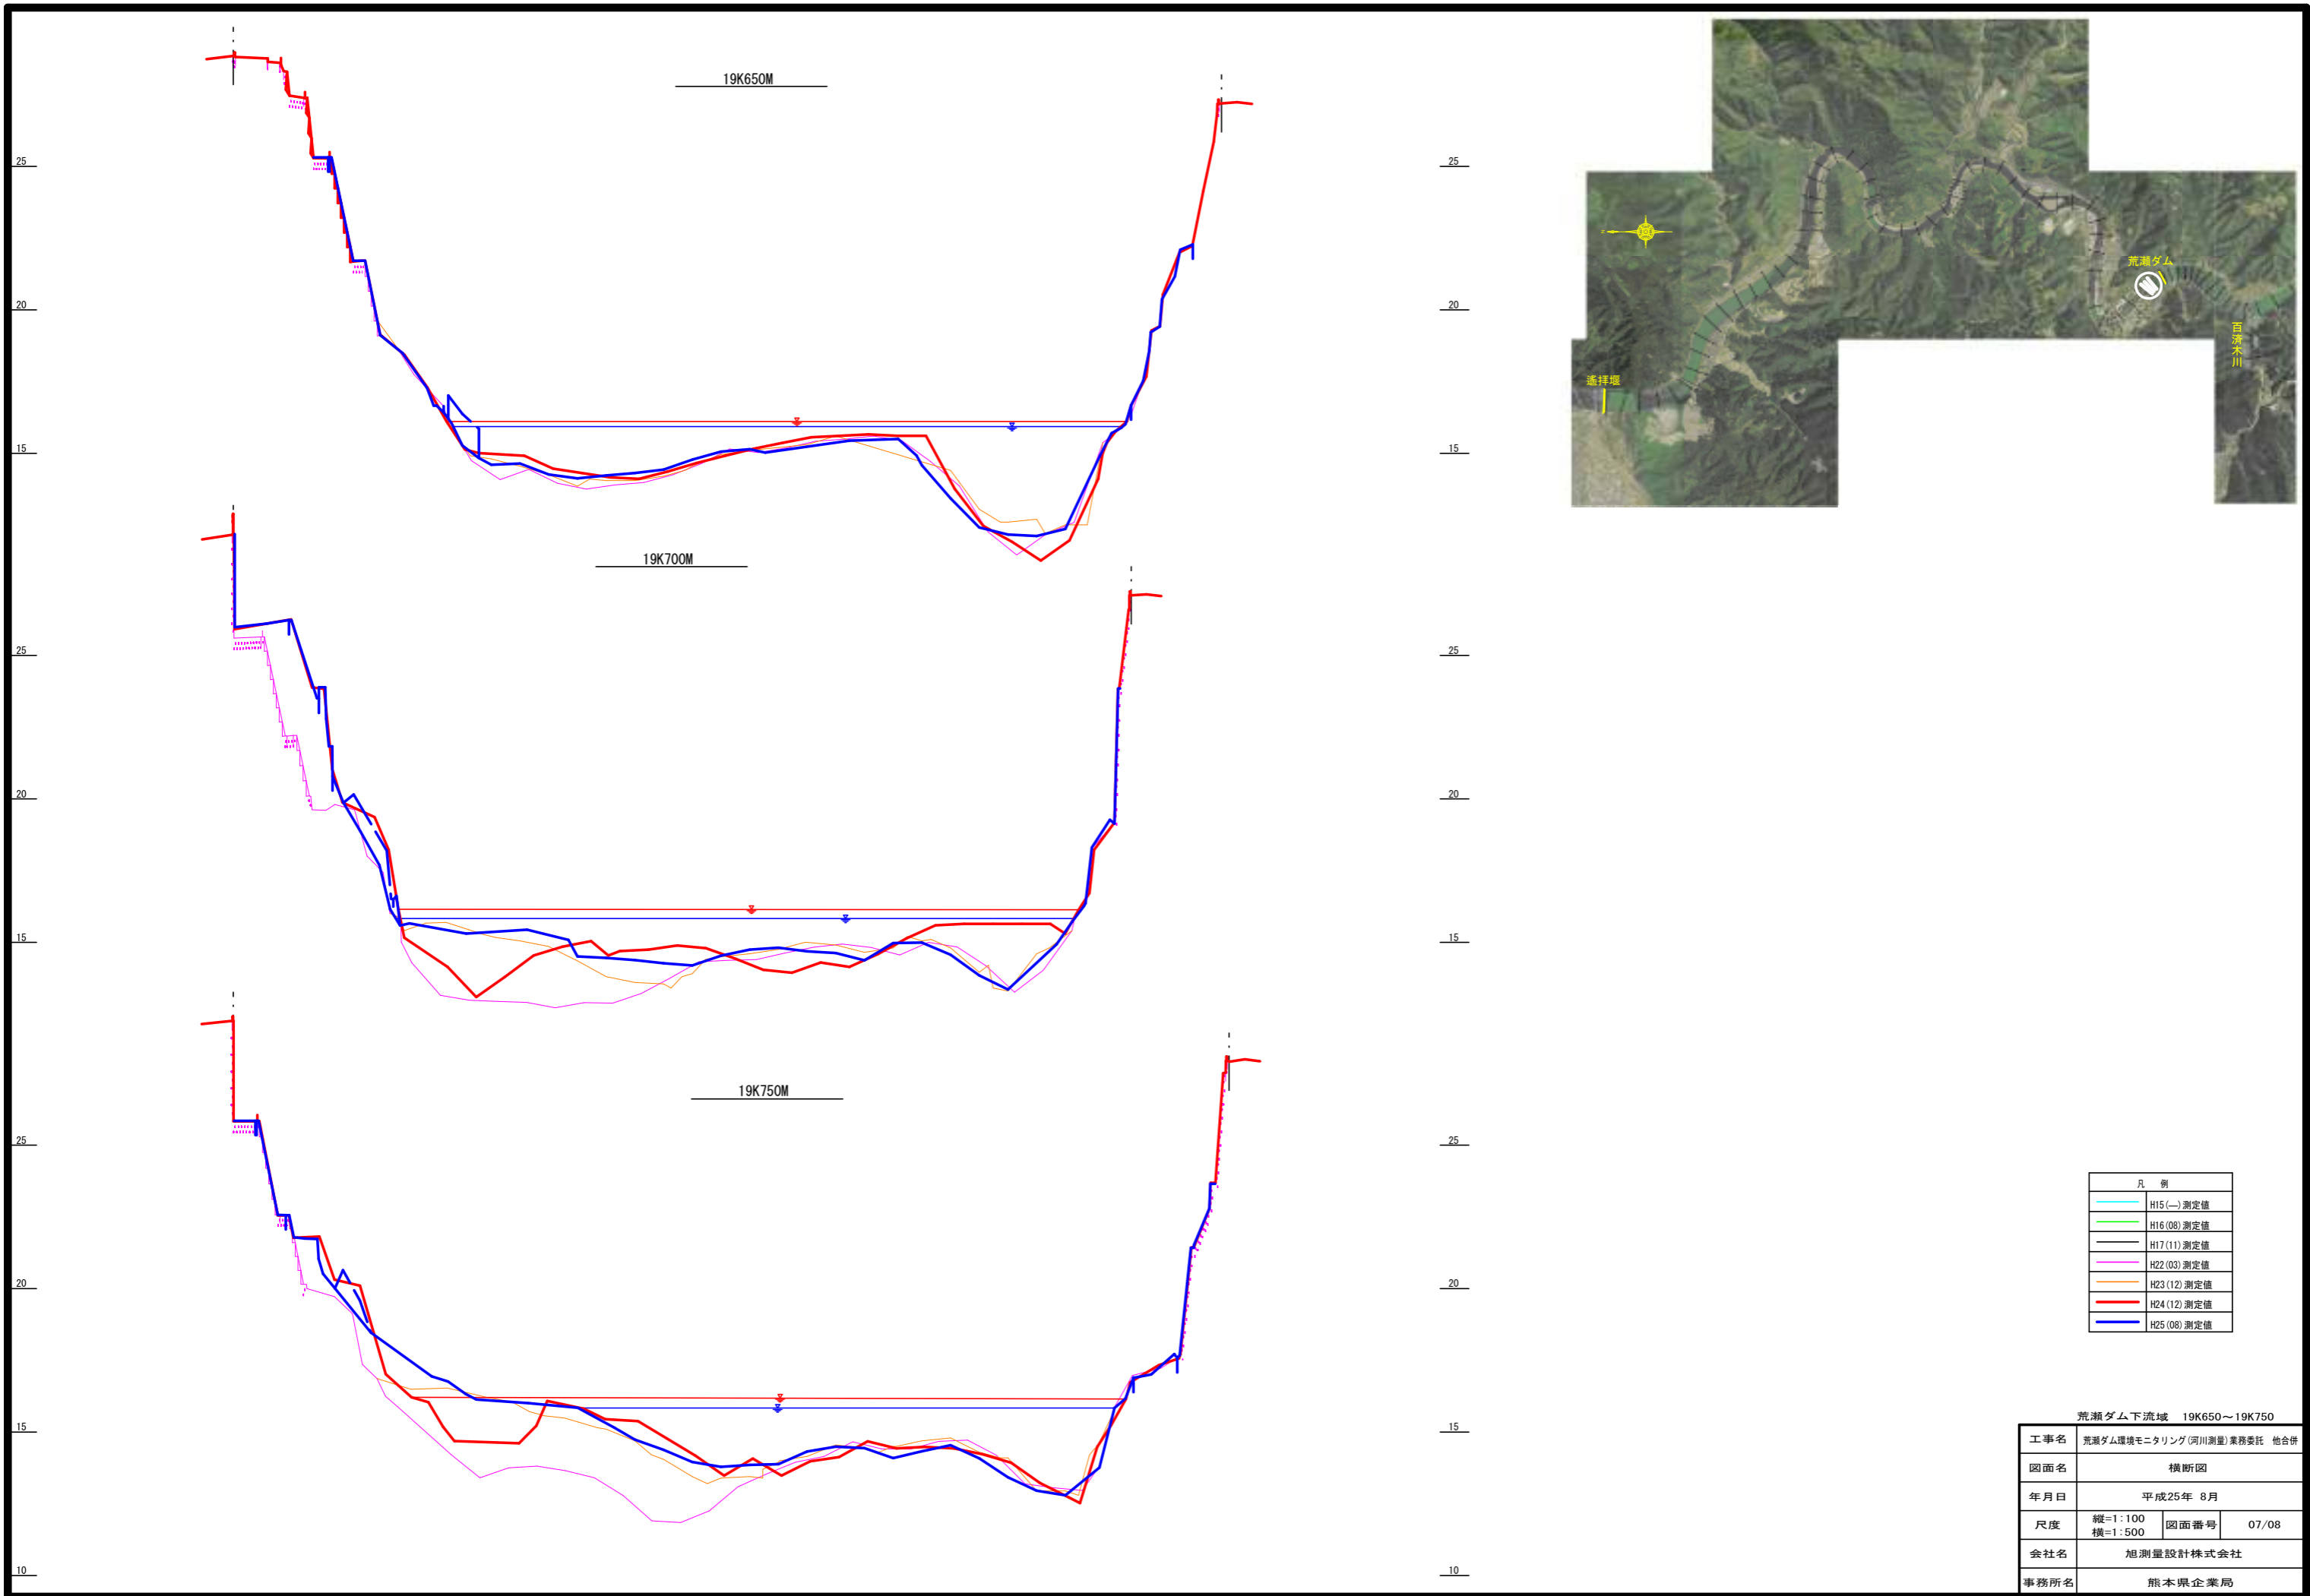 19K650M
25
25
20
20
15
15
19K700M
25
25
20
20
15
15
19K750M
25
25
20
20
15
15
10
10
荒瀬ダム
百済木川
遙拝堰
凡 例
H15(―)測定値
H16(08)測定値
H17(11)測定値
H22(03)測定値
H23(12)測定値
H24(12)測定値
H25(08)測定値
荒瀬ダム下流域 19K650～19K750
工事名 荒瀬ダム環境モニタリング(河川測量)業務委託 他合併
図面名 横断図
年月日 平成25年 8月
尺度 縦=1:100
横=1:500
図面番号 07/08
会社名 旭測量設計株式会社
事務所名 熊本県企業局